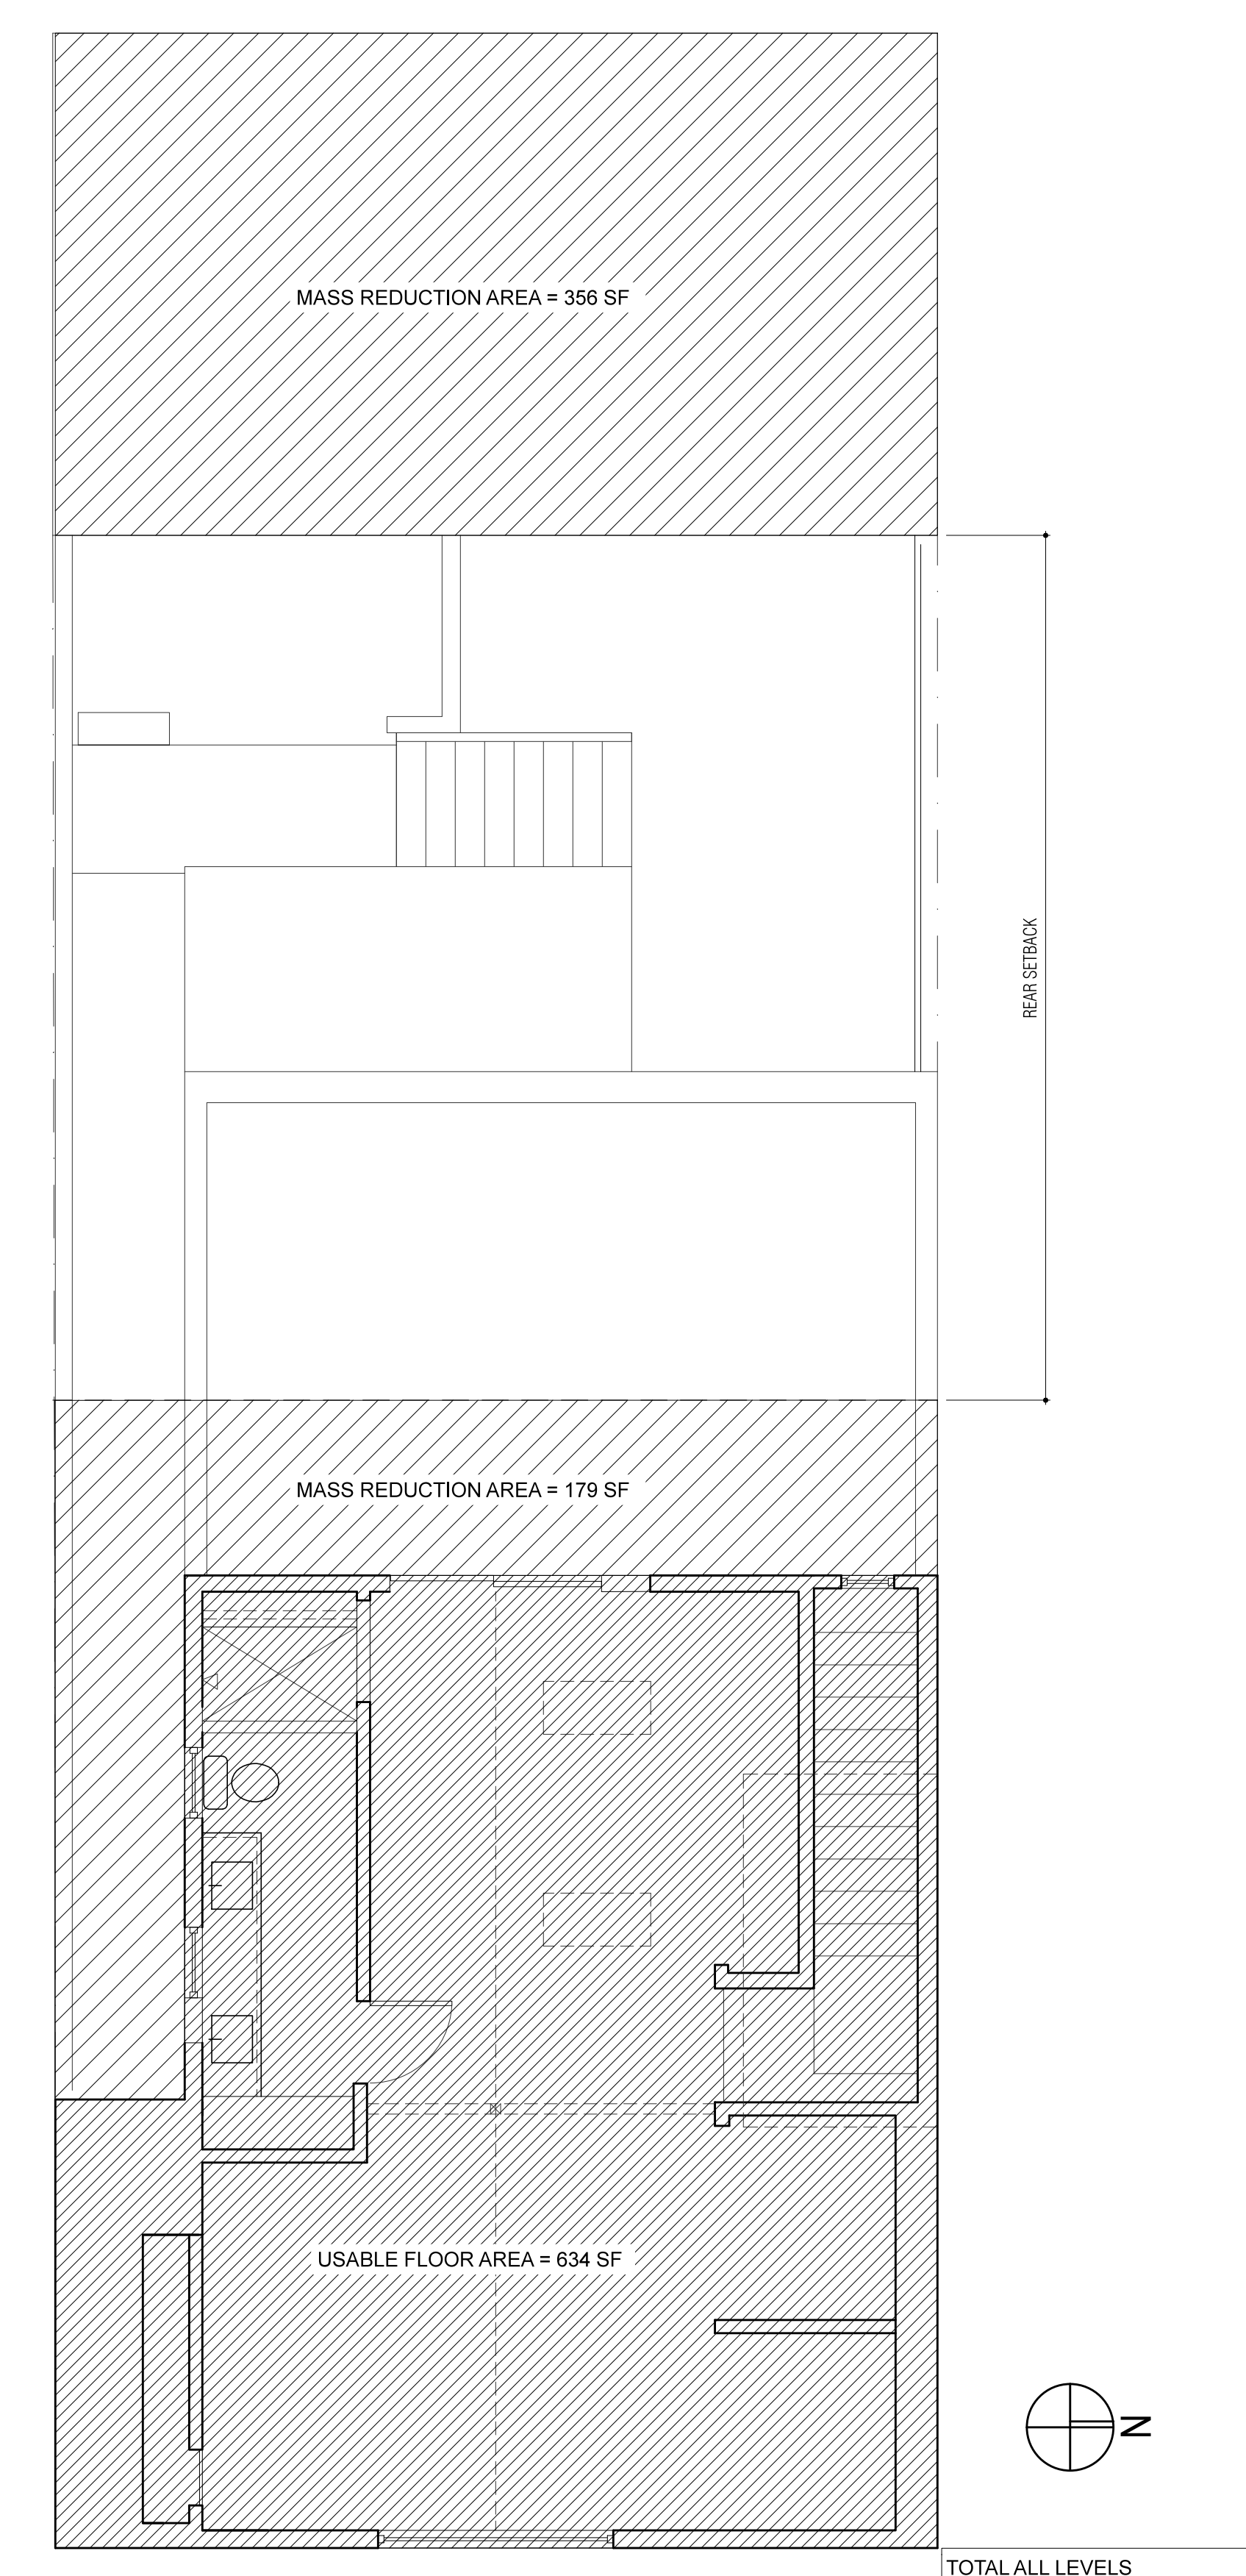 MASS REDUCTION AREA = 356 SF
REAR SETBACK
MASS REDUCTION AREA = 179 SF
USABLE FLOOR AREA = 634 SF
N
TOTAL ALL LEVELS